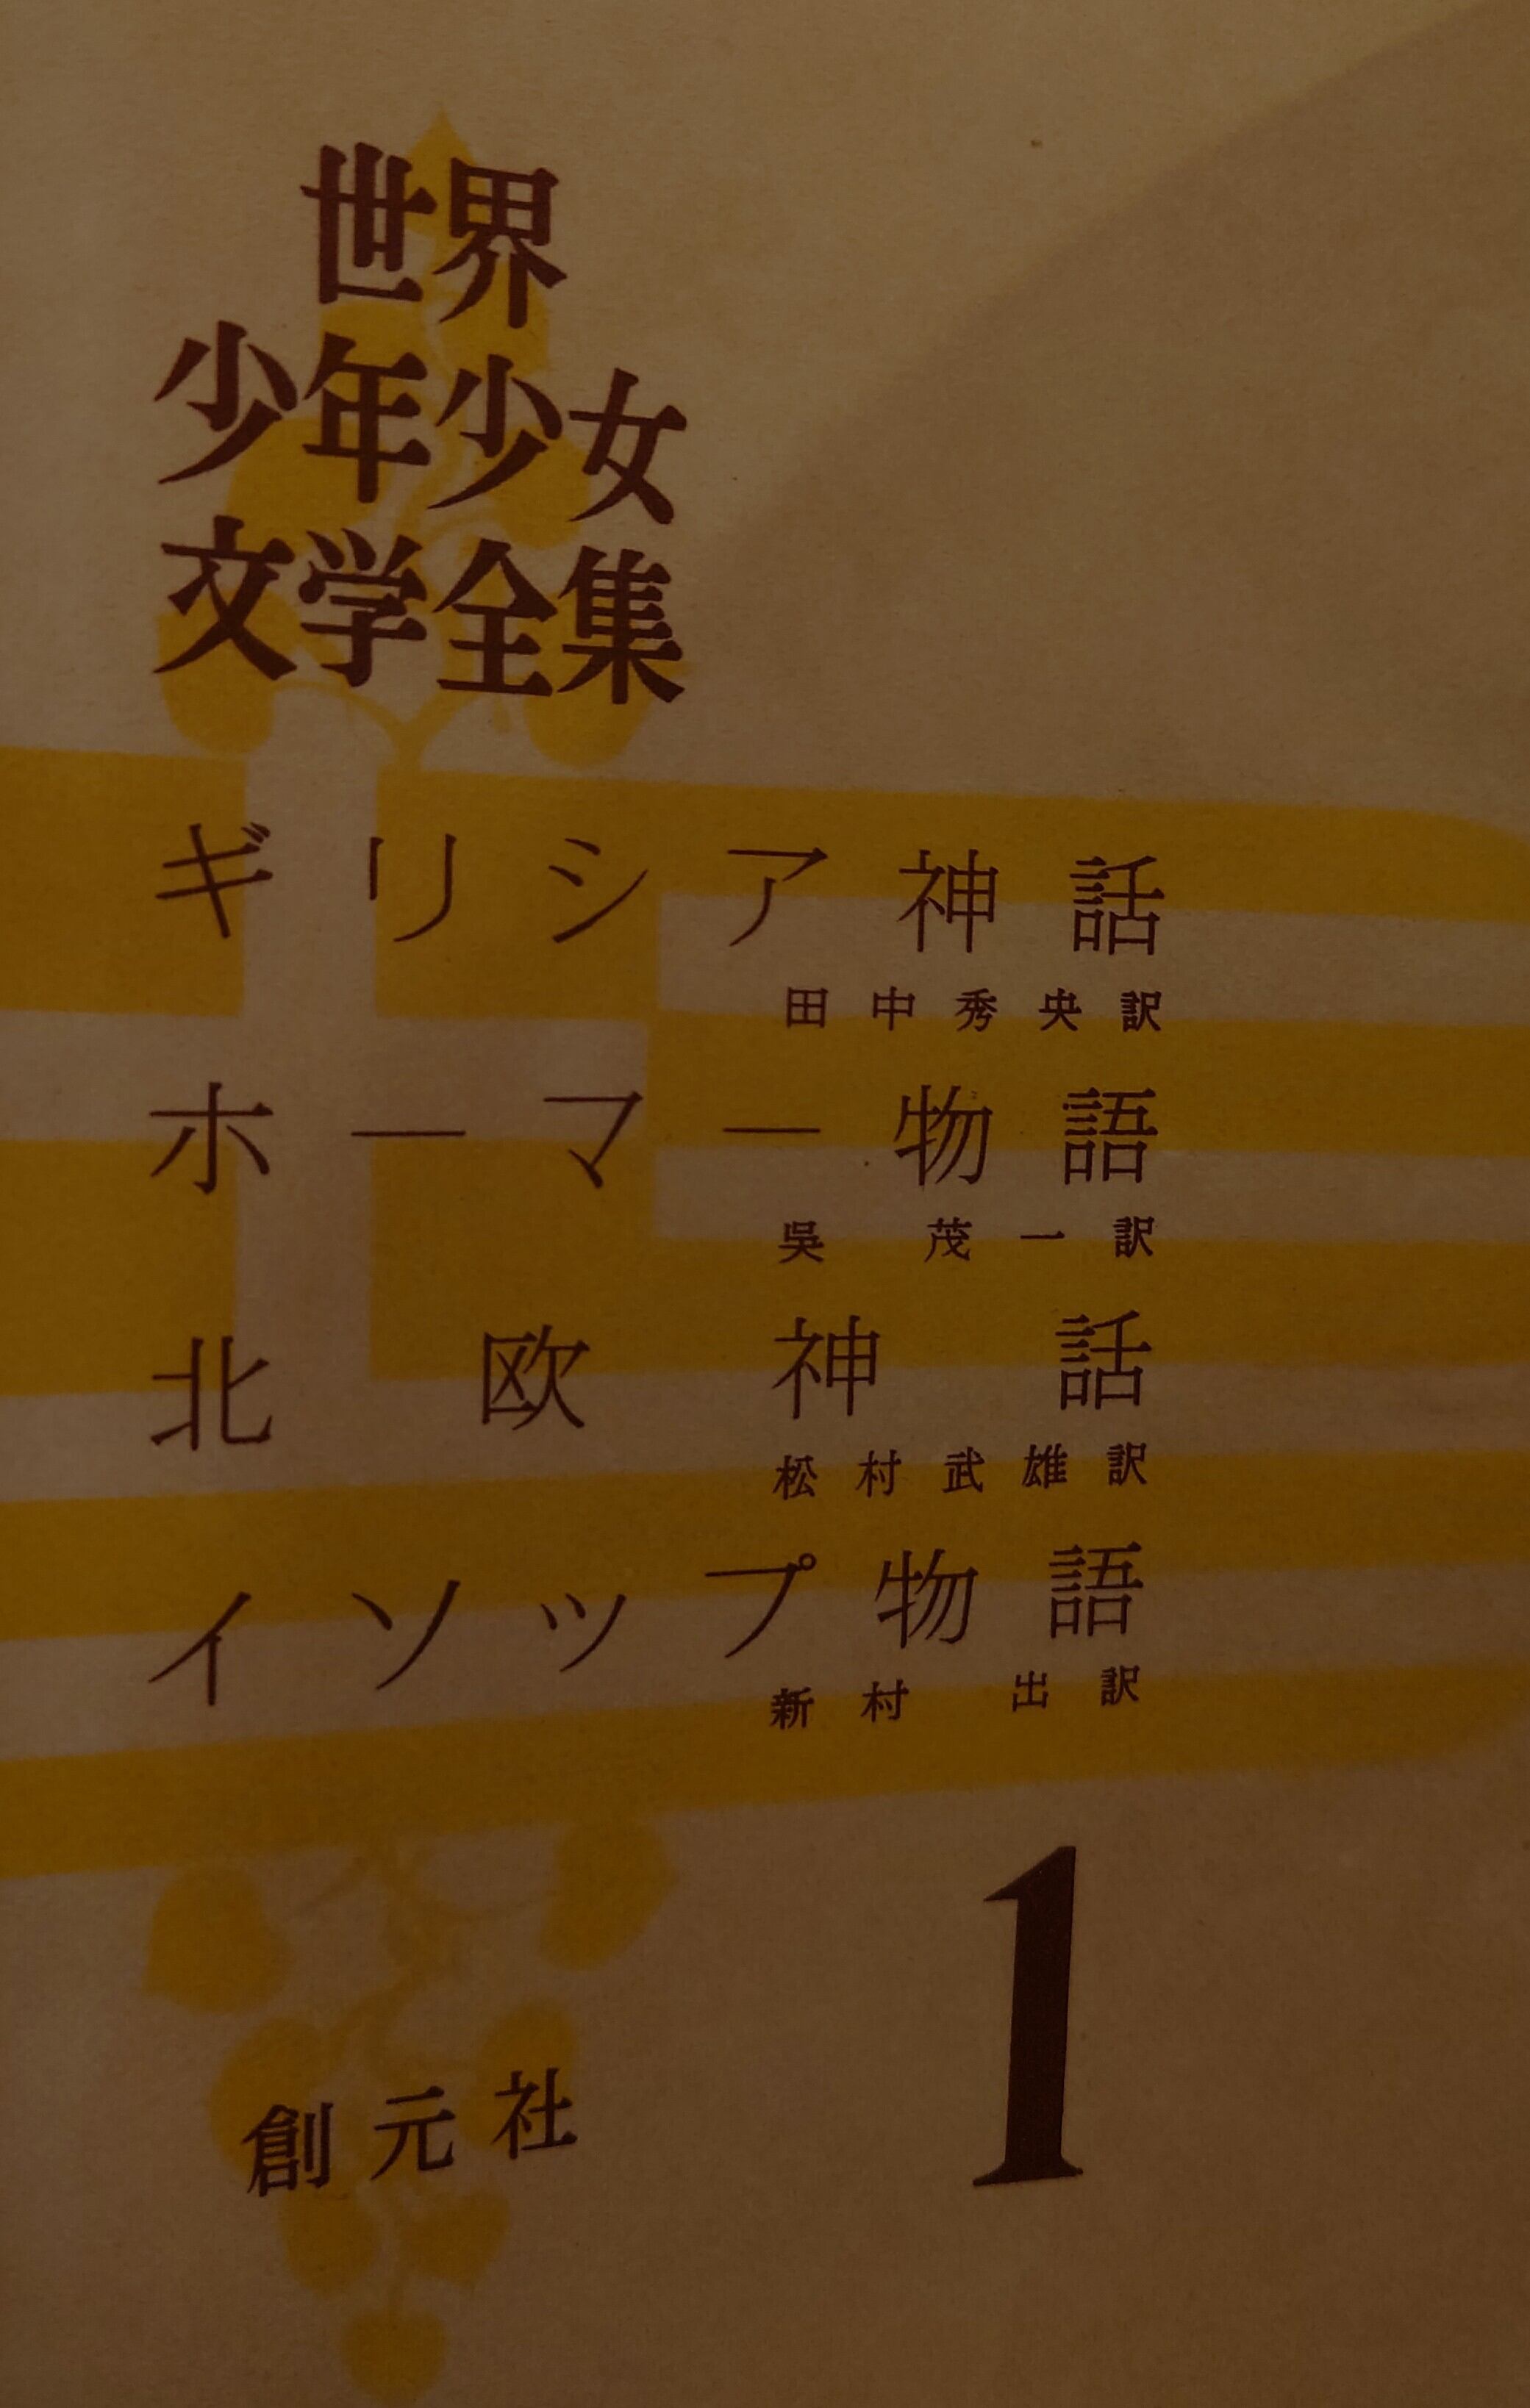 世界
少年少女
文学全集
ギリシア神話
田中秀央訳
ホーマー物語
呉茂一訳
北欧神話
松村武雄訳
イソップ物語
新村出訳
1
創元社